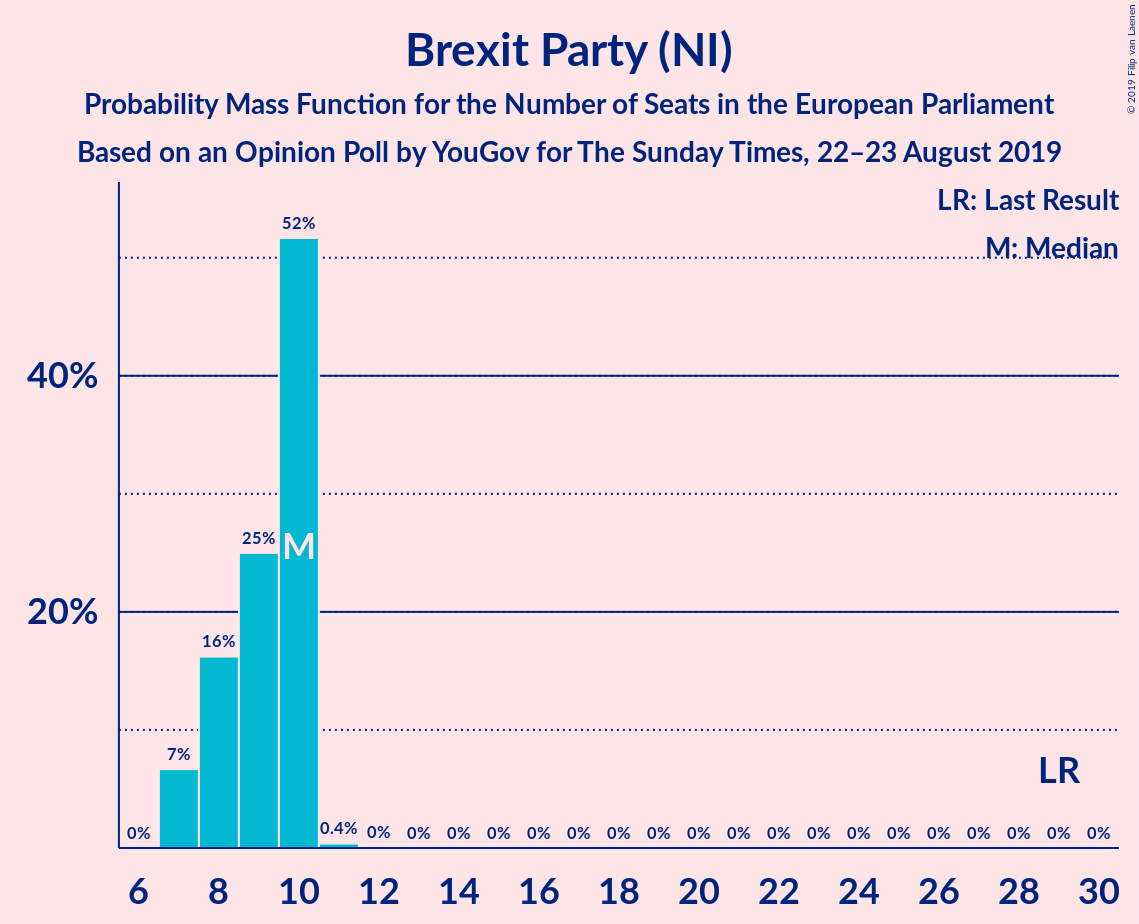 Brexit Party (NI)
Probability Mass Function for the Number of Seats in the European Parliament
Based on an Opinion Poll by YouGov for The Sunday Times, 22–23 August 2019
© 2019 Filip van Laenen
LR: Last Result
M: Median
52%
40%
25%
M
20%
16%
7%
LR
0% 0.4% 0% 0% 0% 0% 0% 0% 0% 0% 0% 0% 0% 0% 0% 0% 0% 0% 0% 0% 0%
6 8 10 12 14 16 18 20 22 24 26 28 30